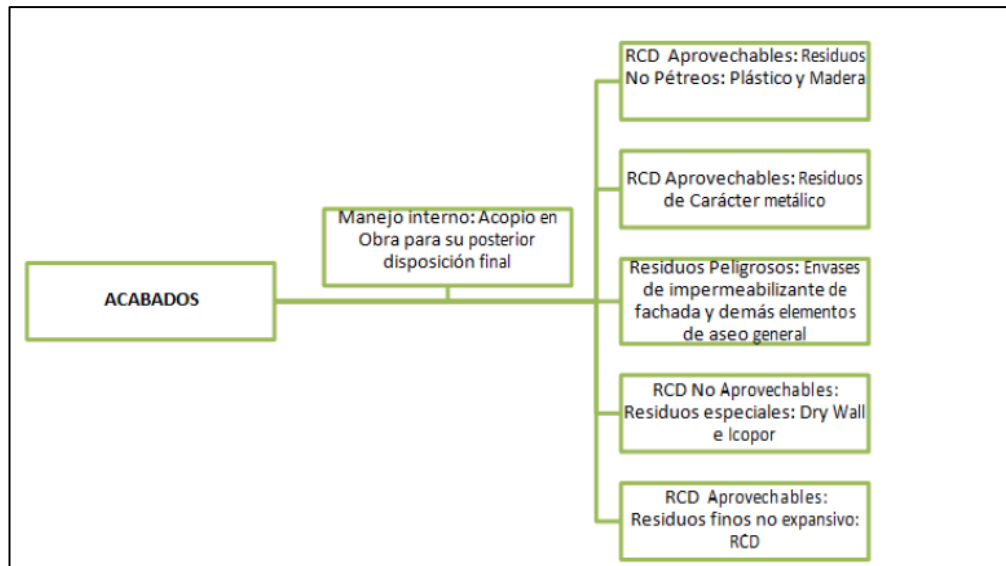 ACABADOS
Manejo interno: Acopio en
Obra para su posterior
disposición final
RCD Aprovechables: Residuos
No Pétreos: Plástico y Madera
RCD Aprovechables: Residuos
de Carácter metálico
Residuos Peligrosos: Envases
de impermeabilizante de
fachada y demás elementos
de aseo general
RCD No Aprovechables:
Residuos especiales: Dry Wall
e Icopor
RCD Aprovechables:
Residuos finos no expansivo:
RCD